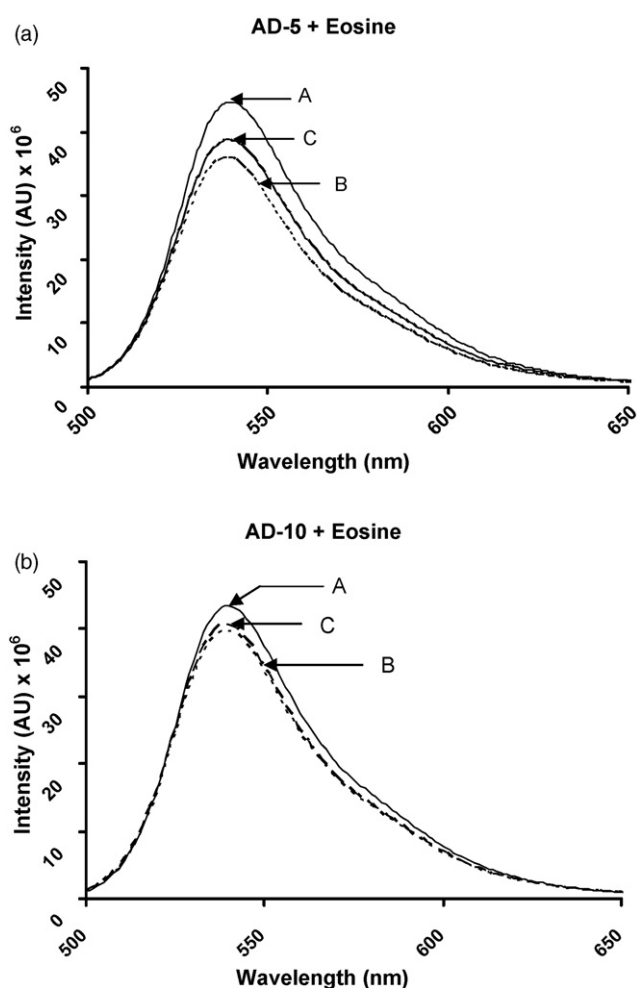 (a)
AD-5 + Eosine
Intensity (AU) x 10⁶
50
40
30
20
10
0
A
C
B
500
550
600
650
Wavelength (nm)
(b)
AD-10 + Eosine
Intensity (AU) x 10⁶
50
40
30
20
10
0
A
C
B
500
550
600
650
Wavelength (nm)